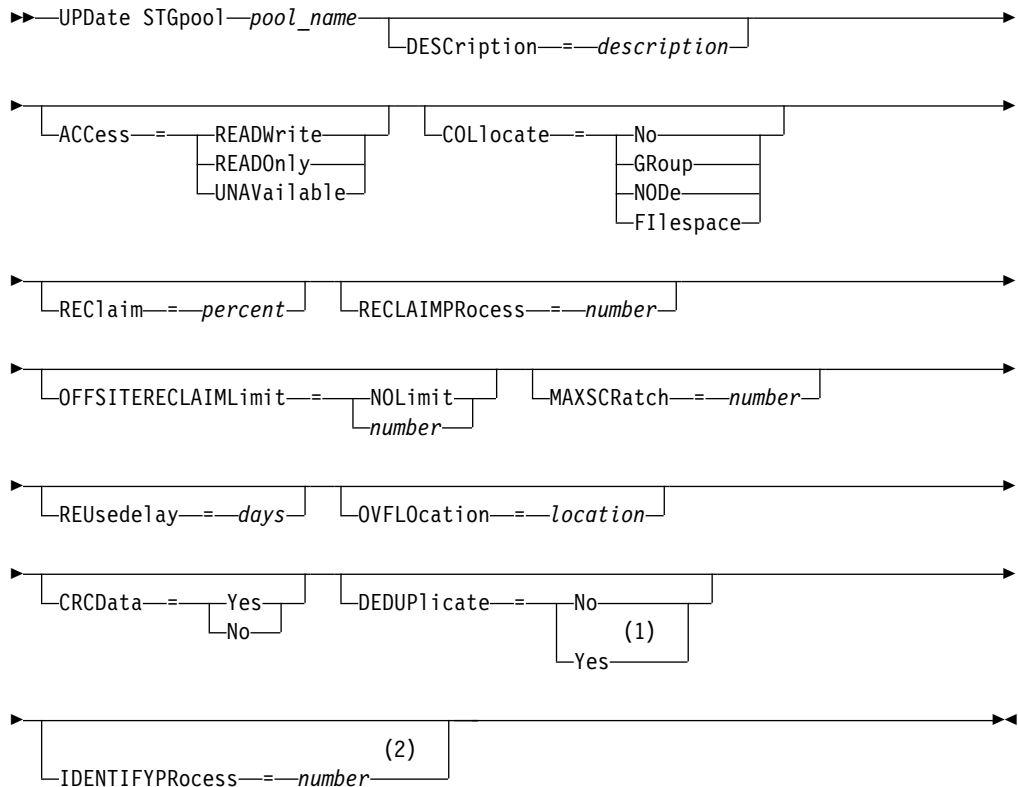 UPDate STGpool pool_name
DESCription = description
ACCess = READWrite
READOnly
UNAVailable
COLlocate = No
GRoup
NODe
FIlespace
REClaim = percent
RECLAIMPRocess = number
OFFSITERECLAIMLimit = NOLimit
number
MAXSCRatch = number
REUsedelay = days
OVFLOcation = location
CRCData = Yes
No
DEDUPlicate = No
(1)
Yes
(2)
IDENTIFYPRocess = number